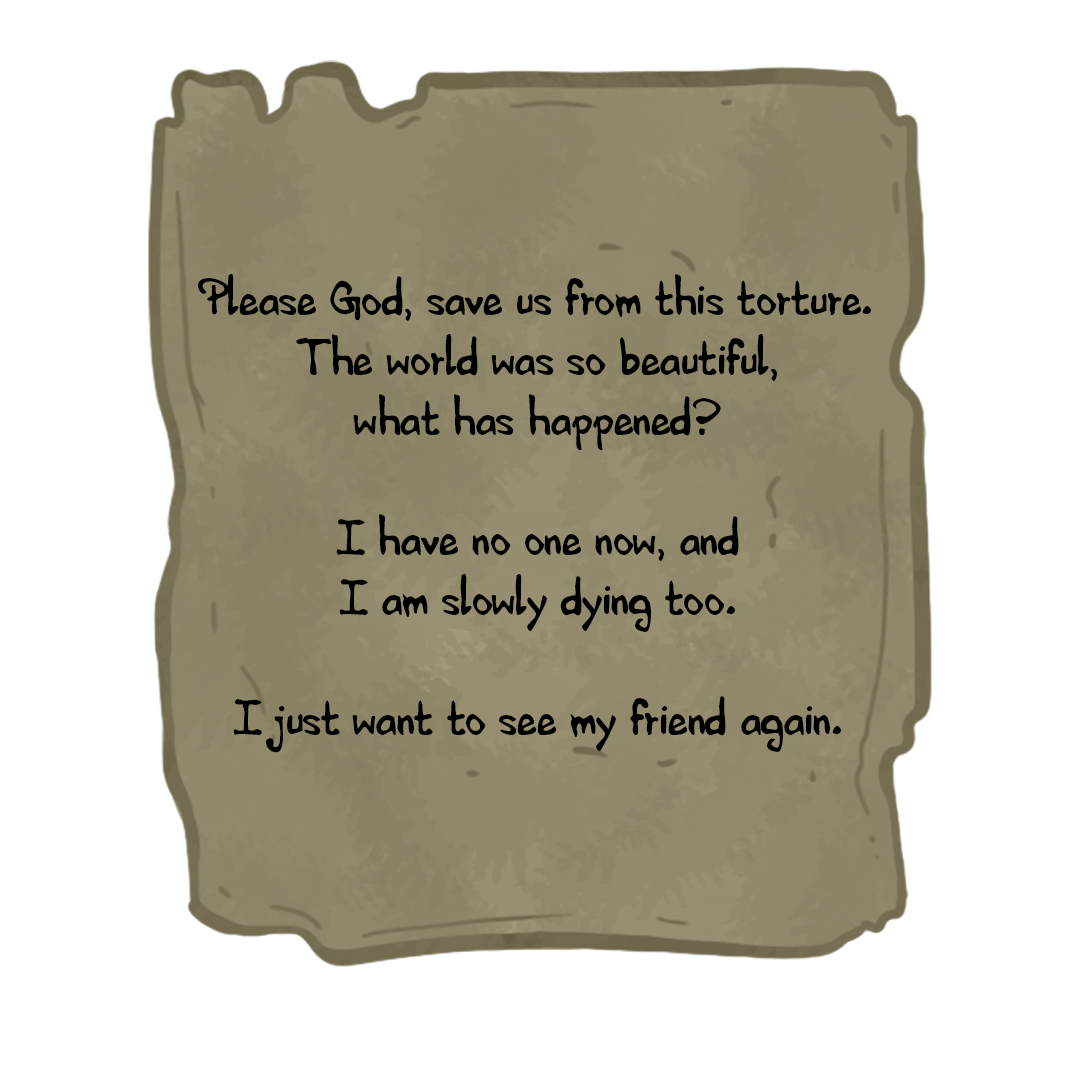 Please God, save us from this torture.
The world was so beautiful,
what has happened?
I have no one now, and
I am slowly dying too.
I just want to see my friend again.